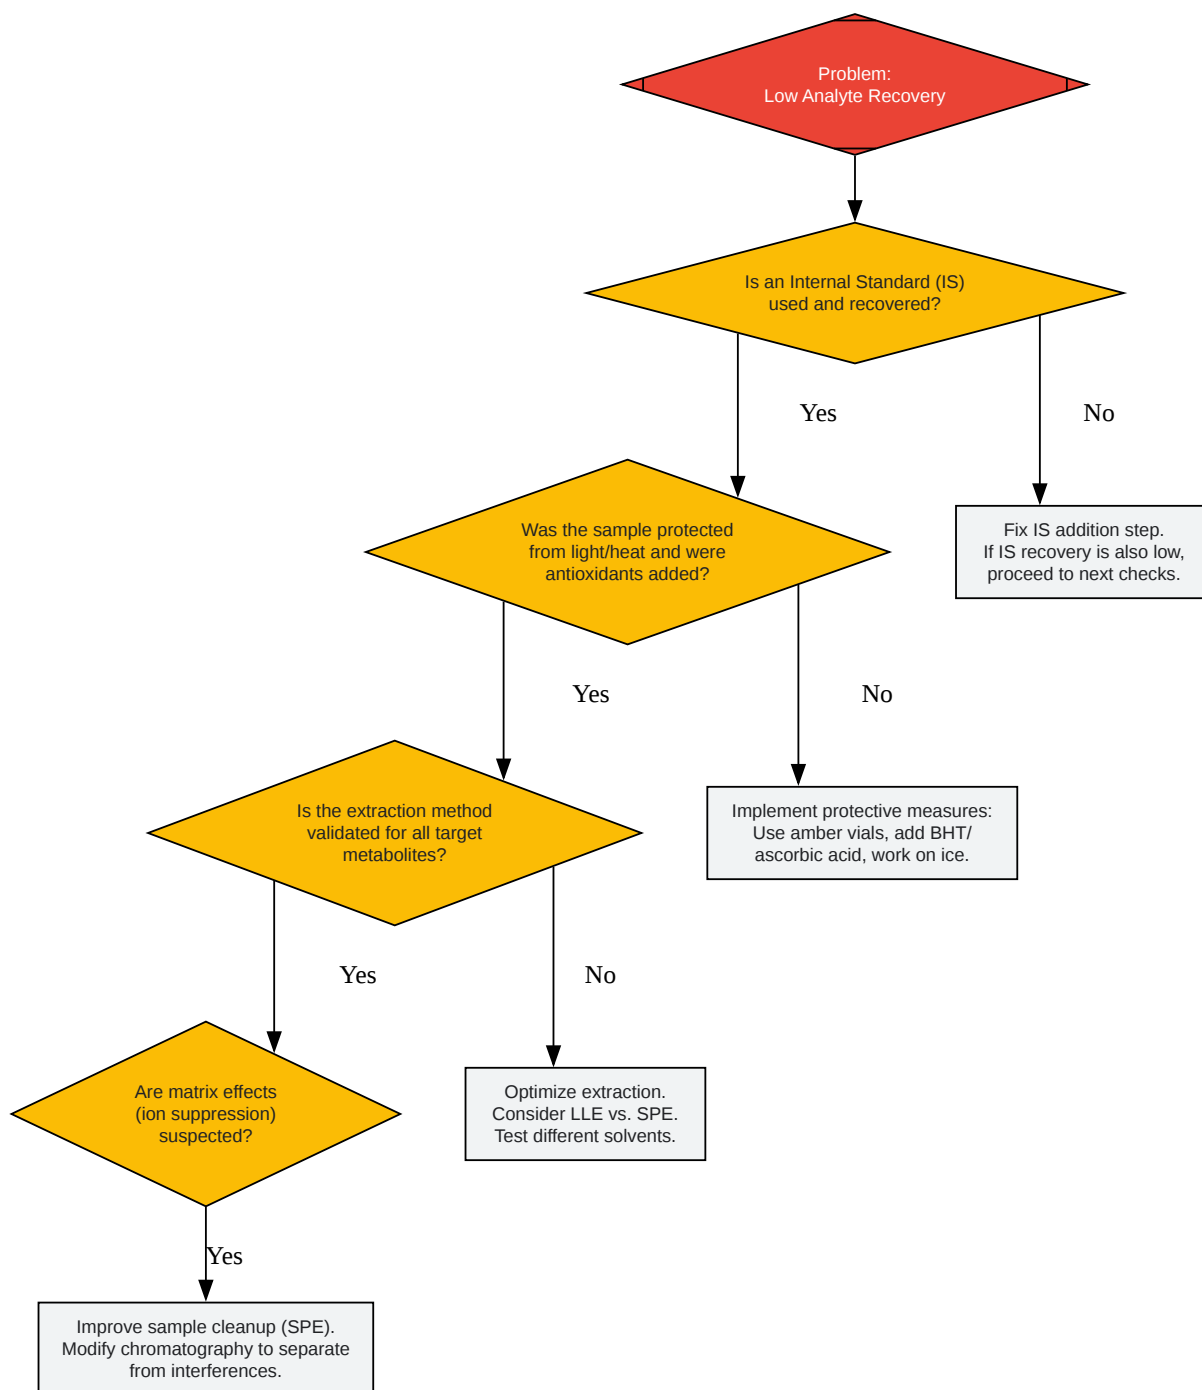 Problem:
Low Analyte Recovery
Is an Internal Standard (IS)
used and recovered?
Yes
No
Was the sample protected
from light/heat and were
antioxidants added?
Fix IS addition step.
If IS recovery is also low,
proceed to next checks.
Yes
No
Is the extraction method
validated for all target
metabolites?
Implement protective measures:
Use amber vials, add BHT/
ascorbic acid, work on ice.
Yes
No
Are matrix effects
(ion suppression)
suspected?
Optimize extraction.
Consider LLE vs. SPE.
Test different solvents.
Yes
Improve sample cleanup (SPE).
Modify chromatography to separate
from interferences.